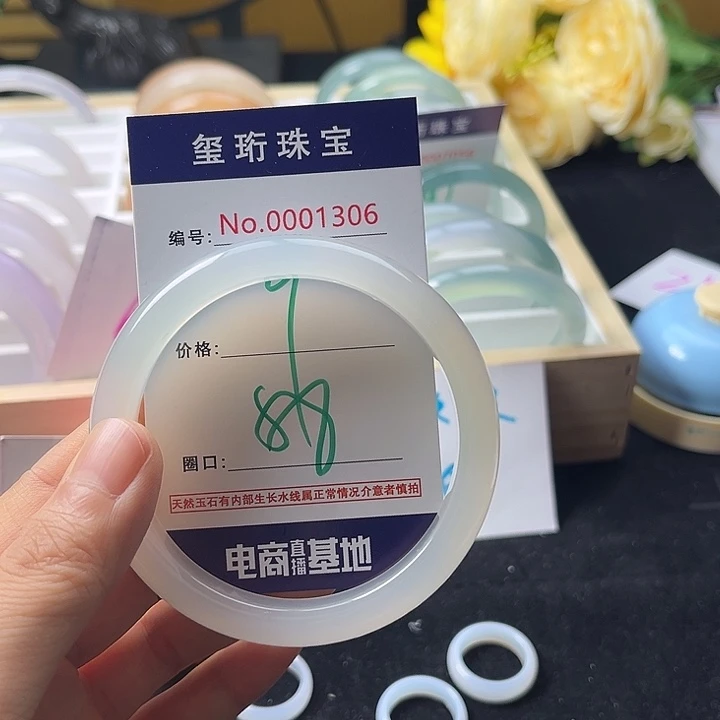 玺珩珠宝
珠宝
编号: No.0001306
价格:
圈口:
天然玉石有内部生长水线属正常情况介意者慎拍
电商直播基地